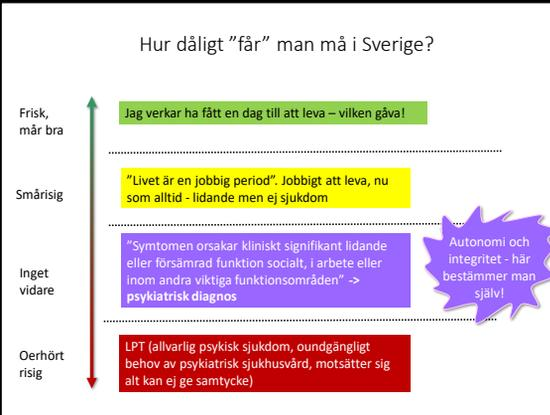 Hur dåligt ”får” man må i Sverige?
Frisk,
mår bra
Jag verkar ha fått en dag till att leva – vilken gåva!
Smårisig
”Livet är en jobbig period”. Jobbigt att leva, nu
som alltid - lidande men ej sjukdom
Inget
vidare
”Symtomen orsakar kliniskt signifikant lidande
eller försämrad funktion socialt, i arbete eller
inom andra viktiga funktionsområden” ->
psykiatrisk diagnos
Autonomi och
integritet - här
bestämmer man
själv!
Oerhört
risig
LPT (allvarlig psykisk sjukdom, oundgängligt
behov av psykiatrisk sjukhusvård, motsätter sig
alt kan ej ge samtycke)